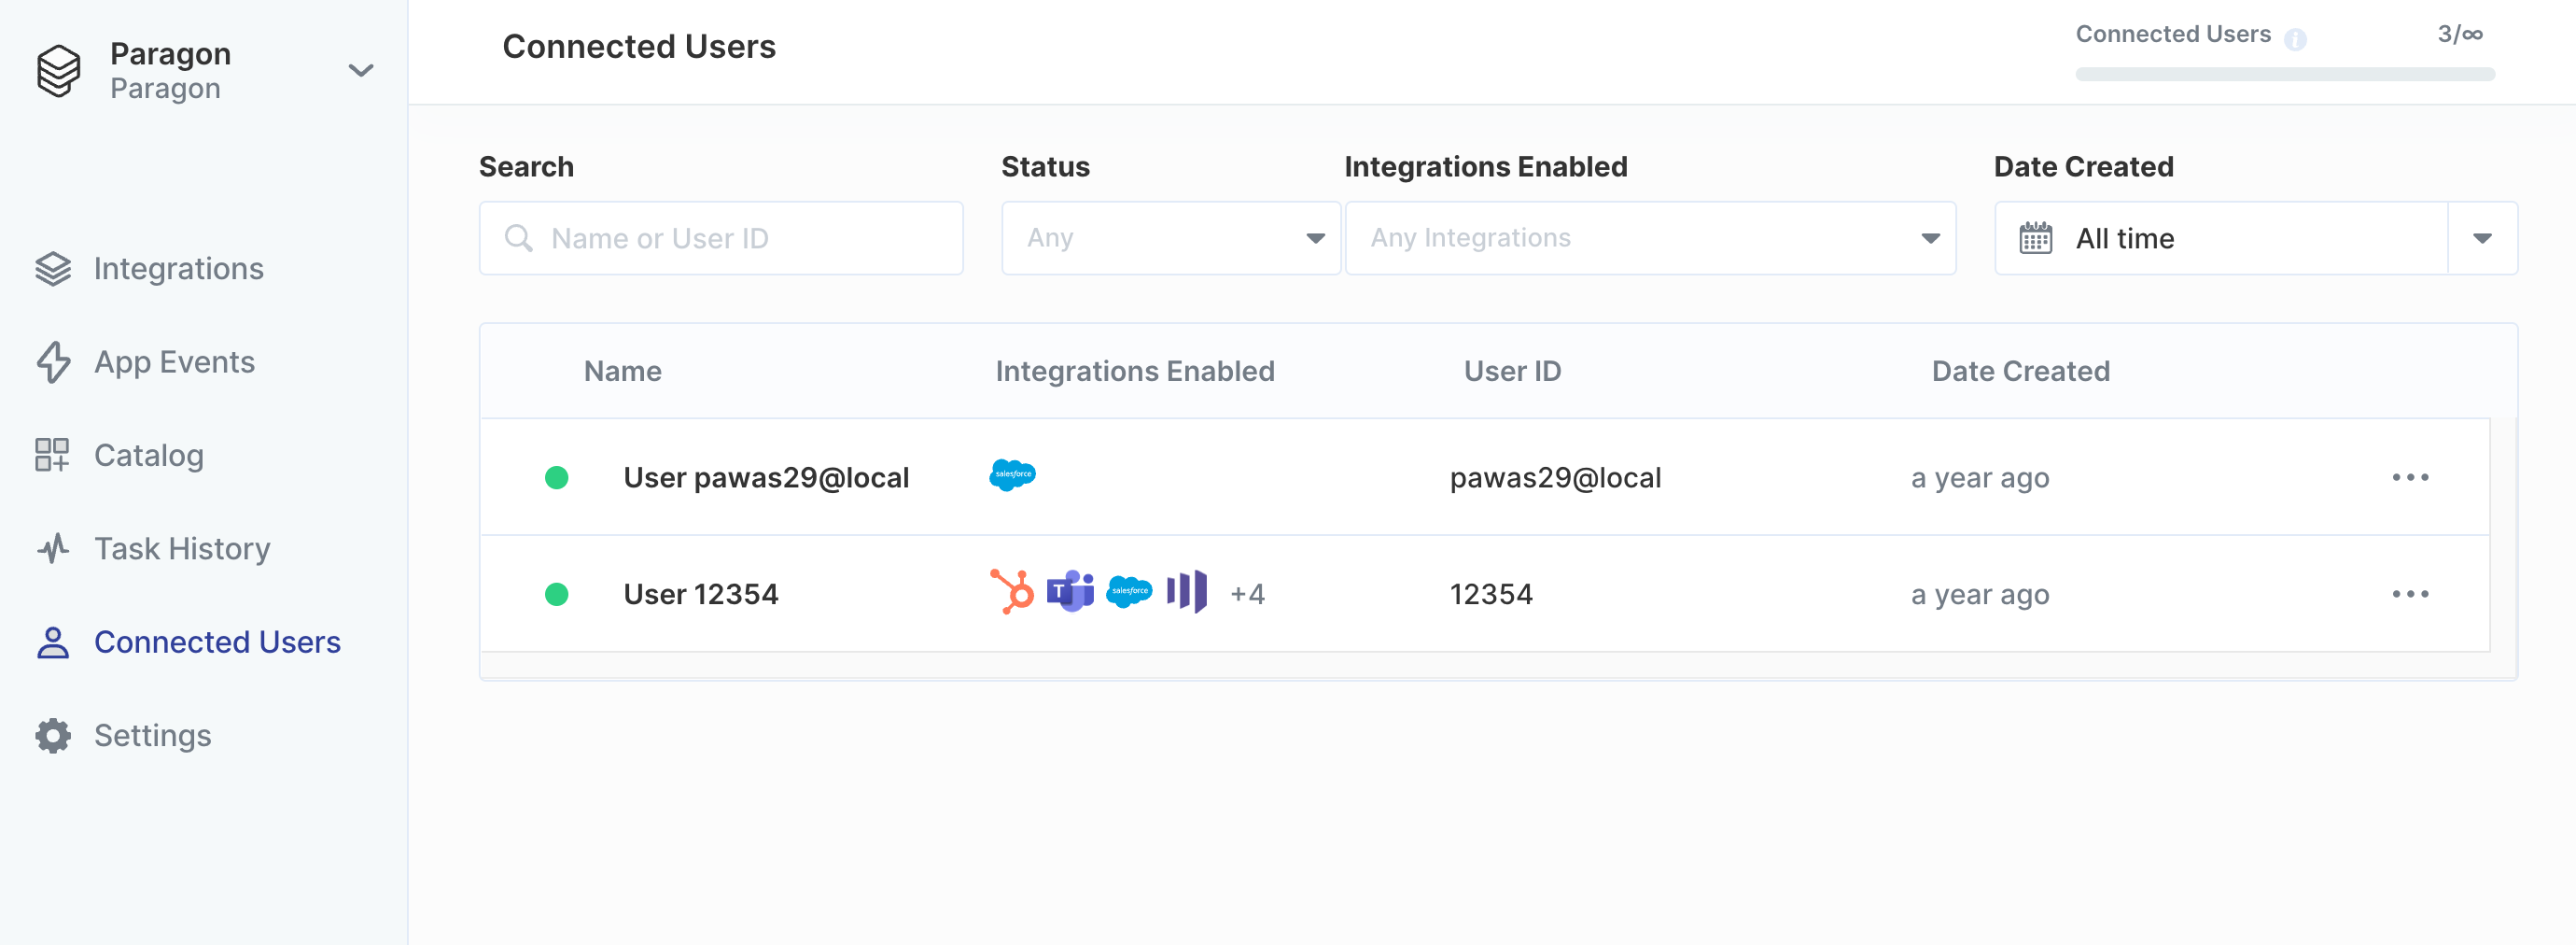 Paragon
Paragon
Integrations
App Events
Catalog
Task History
Connected Users
Settings
Connected Users
Connected Users
3/∞
Search
Name or User ID
Status
Any
Integrations Enabled
Any Integrations
Date Created
All time
Name Integrations Enabled User ID Date Created
User pawas29@local salesforce pawas29@local a year ago
User 12354 T salesforce +4 12354 a year ago